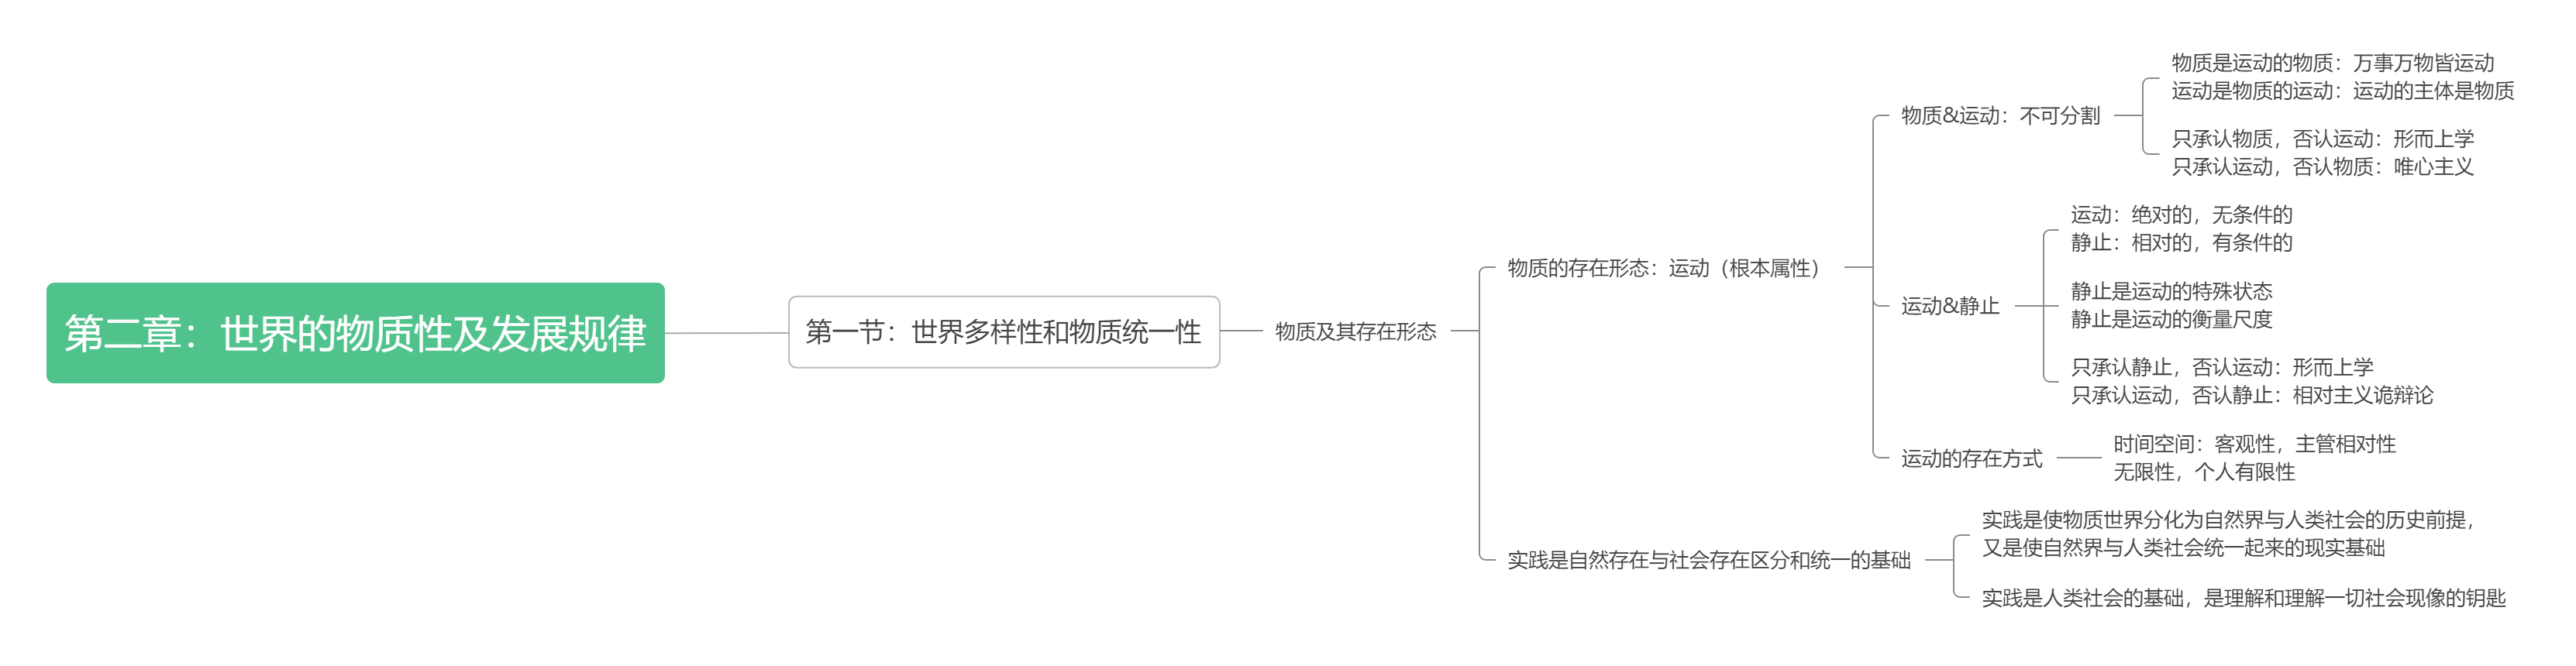 第二章：世界的物质性及发展规律
第一节：世界多样性和物质统一性
物质及其存在形态
物质的存在形态：运动（根本属性）
物质&运动：不可分割
物质是运动的物质：万事万物皆运动
运动是物质的运动：运动的主体是物质
只承认物质，否认运动：形而上学
只承认运动，否认物质：唯心主义
运动&静止
运动：绝对的，无条件的
静止：相对的，有条件的
静止是运动的特殊状态
静止是运动的衡量尺度
只承认静止，否认运动：形而上学
只承认运动，否认静止：相对主义诡辩论
运动的存在方式
时间空间：客观性，主管相对性
无限性，个人有限性
实践是自然存在与社会存在区分和统一的基础
实践是使物质世界分化为自然界与人类社会的历史前提，
又是使自然界与人类社会统一起来的现实基础
实践是人类社会的基础，是理解和理解一切社会现像的钥匙